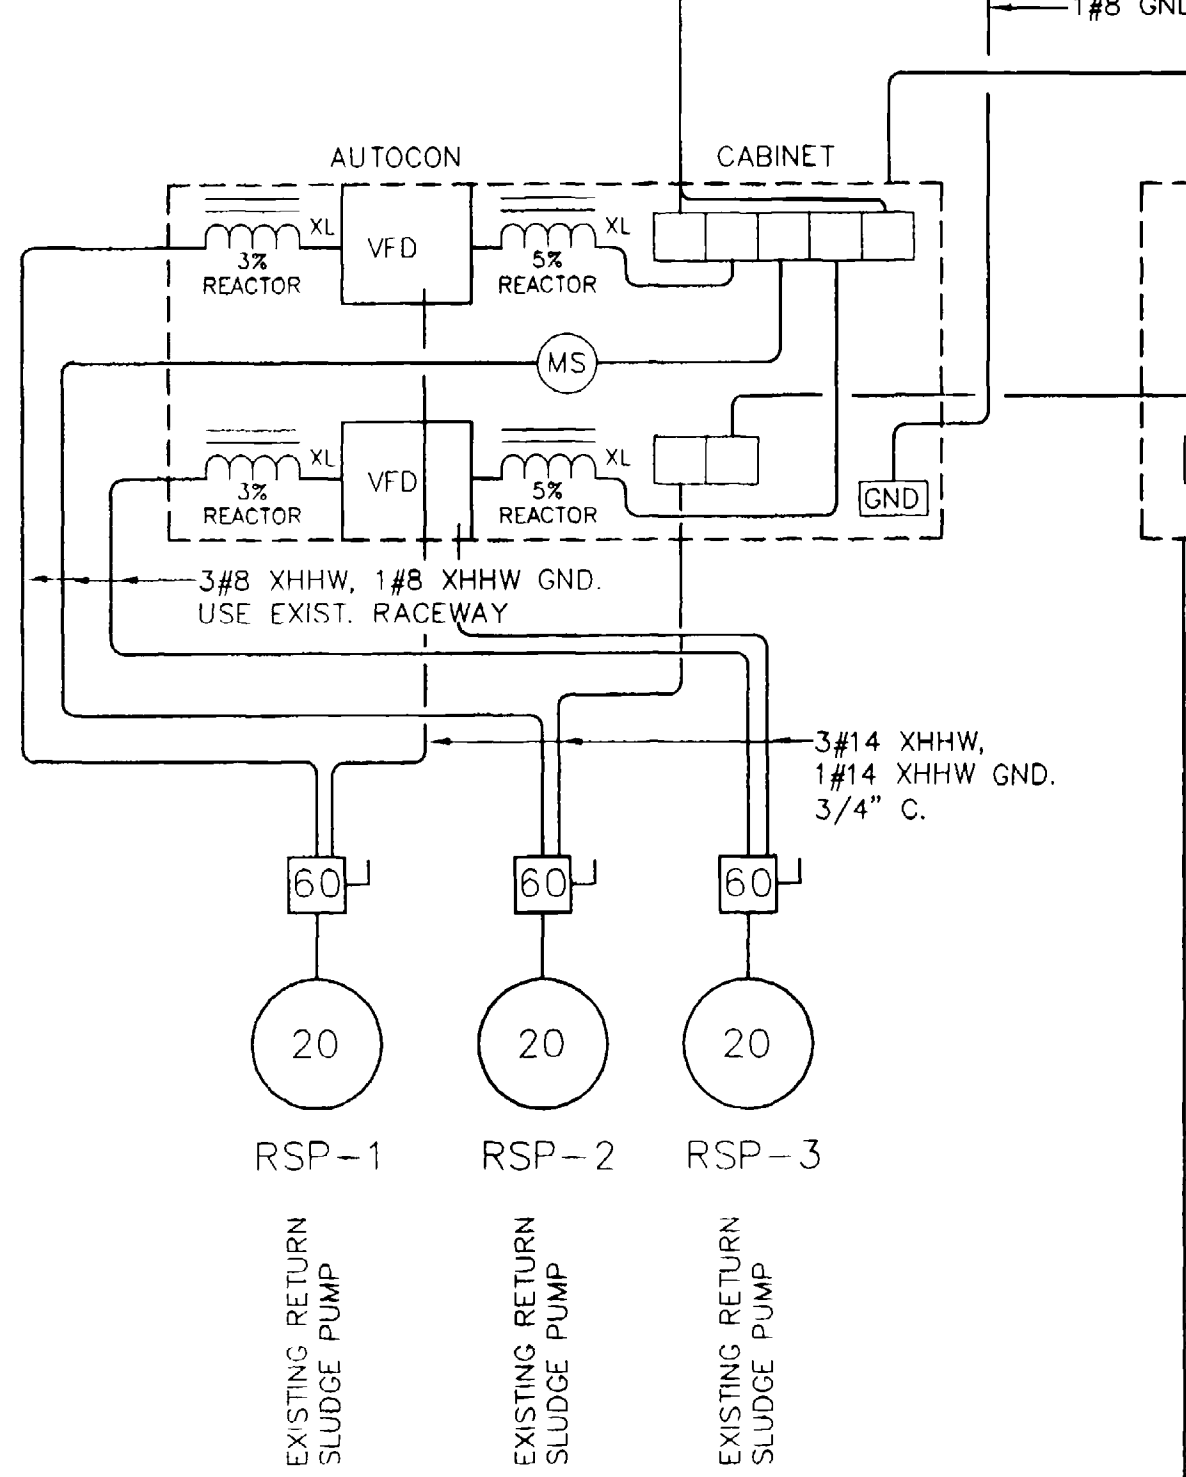 1#8 GND
AUTOCON
CABINET
XL
VFD
XL
3%
REACTOR
5%
REACTOR
MS
XL
VFD
XL
3%
REACTOR
5%
REACTOR
GND
3#8 XHHW, 1#8 XHHW GND.
USE EXIST. RACEWAY
3#14 XHHW,
1#14 XHHW GND.
3/4" C.
60
60
60
20
20
20
RSP-1
RSP-2
RSP-3
EXISTING RETURN
SLUDGE PUMP
EXISTING RETURN
SLUDGE PUMP
EXISTING RETURN
SLUDGE PUMP